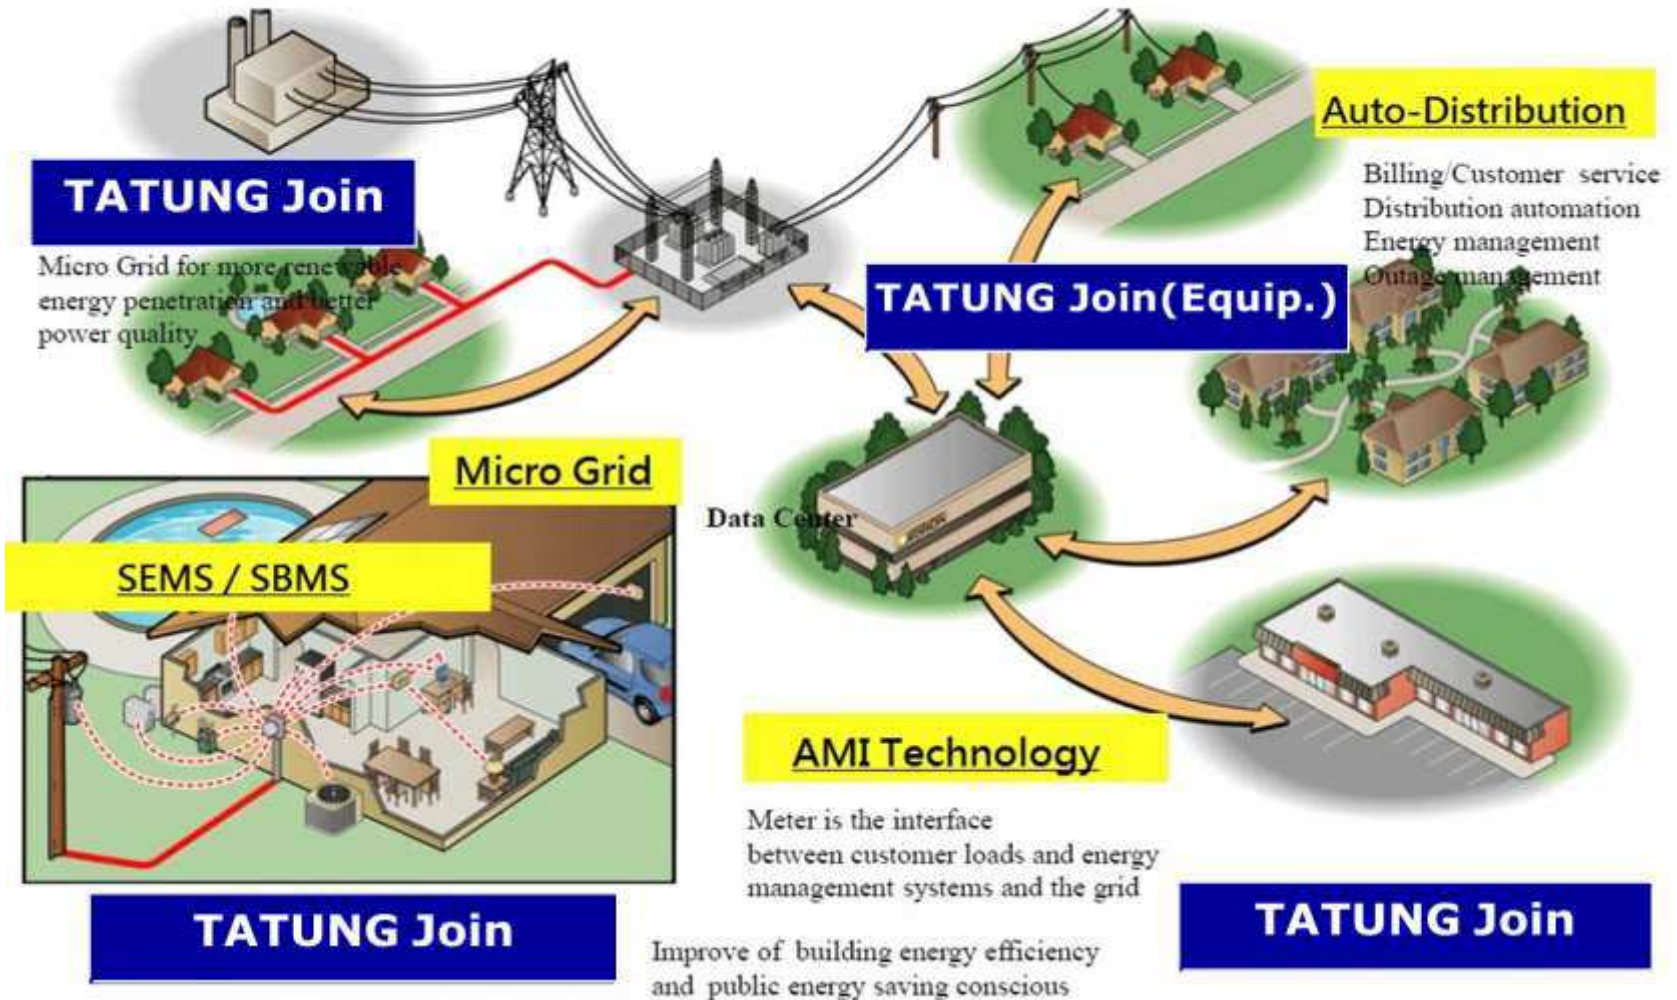 Auto-Distribution
Billing/Customer service
Distribution automation
Energy management
Outage management
TATUNG Join
Micro Grid for more renewable
energy penetration and better
power quality
TATUNG Join(Equip.)
Micro Grid
Data Center
SEMS / SBMS
AMI Technology
Meter is the interface
between customer loads and energy
management systems and the grid
TATUNG Join
TATUNG Join
Improve of building energy efficiency
and public energy saving conscious